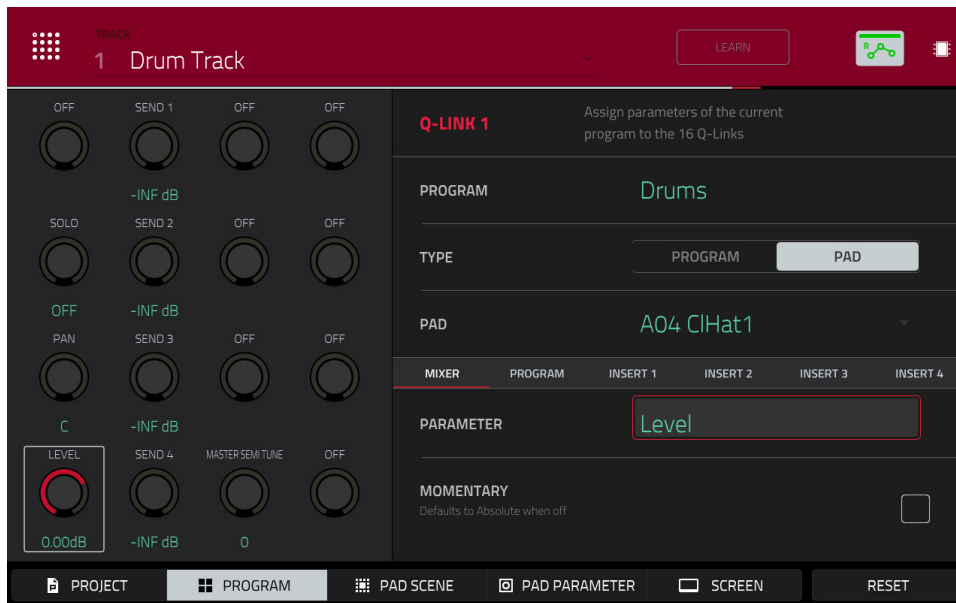 TRACK
1 Drum Track
LEARN
R
OFF SEND 1 OFF OFF
-INF dB
SOLO SEND 2 OFF OFF
OFF -INF dB
PAN SEND 3 OFF OFF
C -INF dB
LEVEL SEND 4 MASTER SEMI TUNE OFF
0.00dB -INF dB 0
Q-LINK 1
Assign parameters of the current
program to the 16 Q-Links
PROGRAM Drums
TYPE PROGRAM PAD
PAD A04 ClHat1
MIXER PROGRAM INSERT 1 INSERT 2 INSERT 3 INSERT 4
PARAMETER Level
MOMENTARY
Defaults to Absolute when off
PROJECT PROGRAM PAD SCENE PAD PARAMETER SCREEN RESET